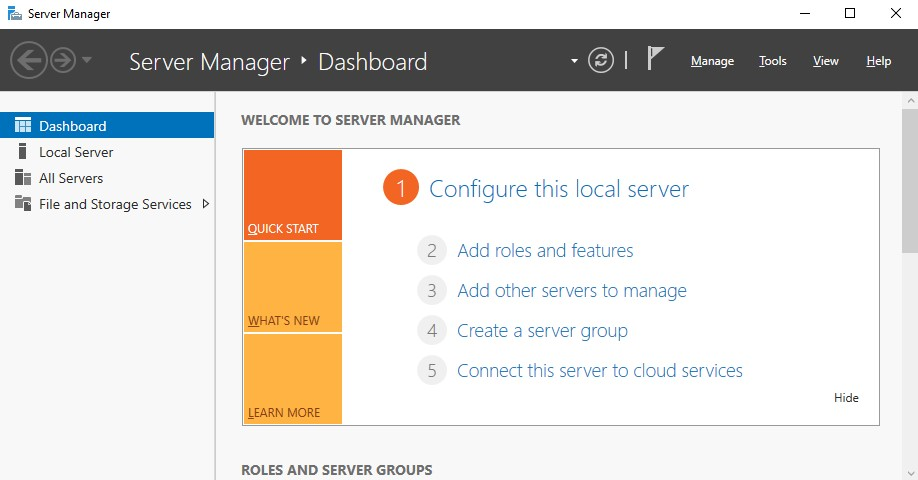 Server Manager
Server Manager ‣ Dashboard
Manage Tools View Help
Dashboard
Local Server
All Servers
File and Storage Services
WELCOME TO SERVER MANAGER
QUICK START
WHAT'S NEW
LEARN MORE
1 Configure this local server
2 Add roles and features
3 Add other servers to manage
4 Create a server group
5 Connect this server to cloud services
Hide
ROLES AND SERVER GROUPS